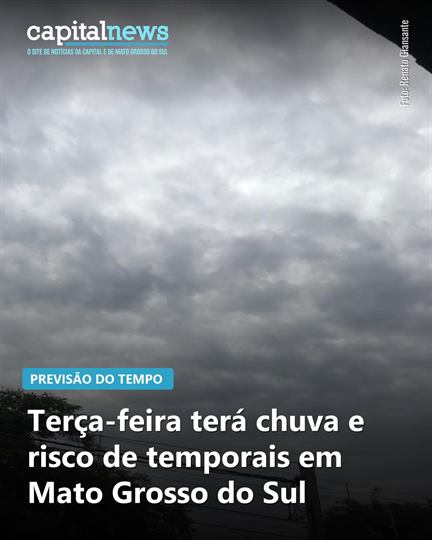 capitalnews
O SITE DE NOTÍCIAS DA CAPITAL E DE MATO GROSSO DO SUL
Foto: Renato Giansante
PREVISÃO DO TEMPO
Terça-feira terá chuva e
risco de temporais em
Mato Grosso do Sul